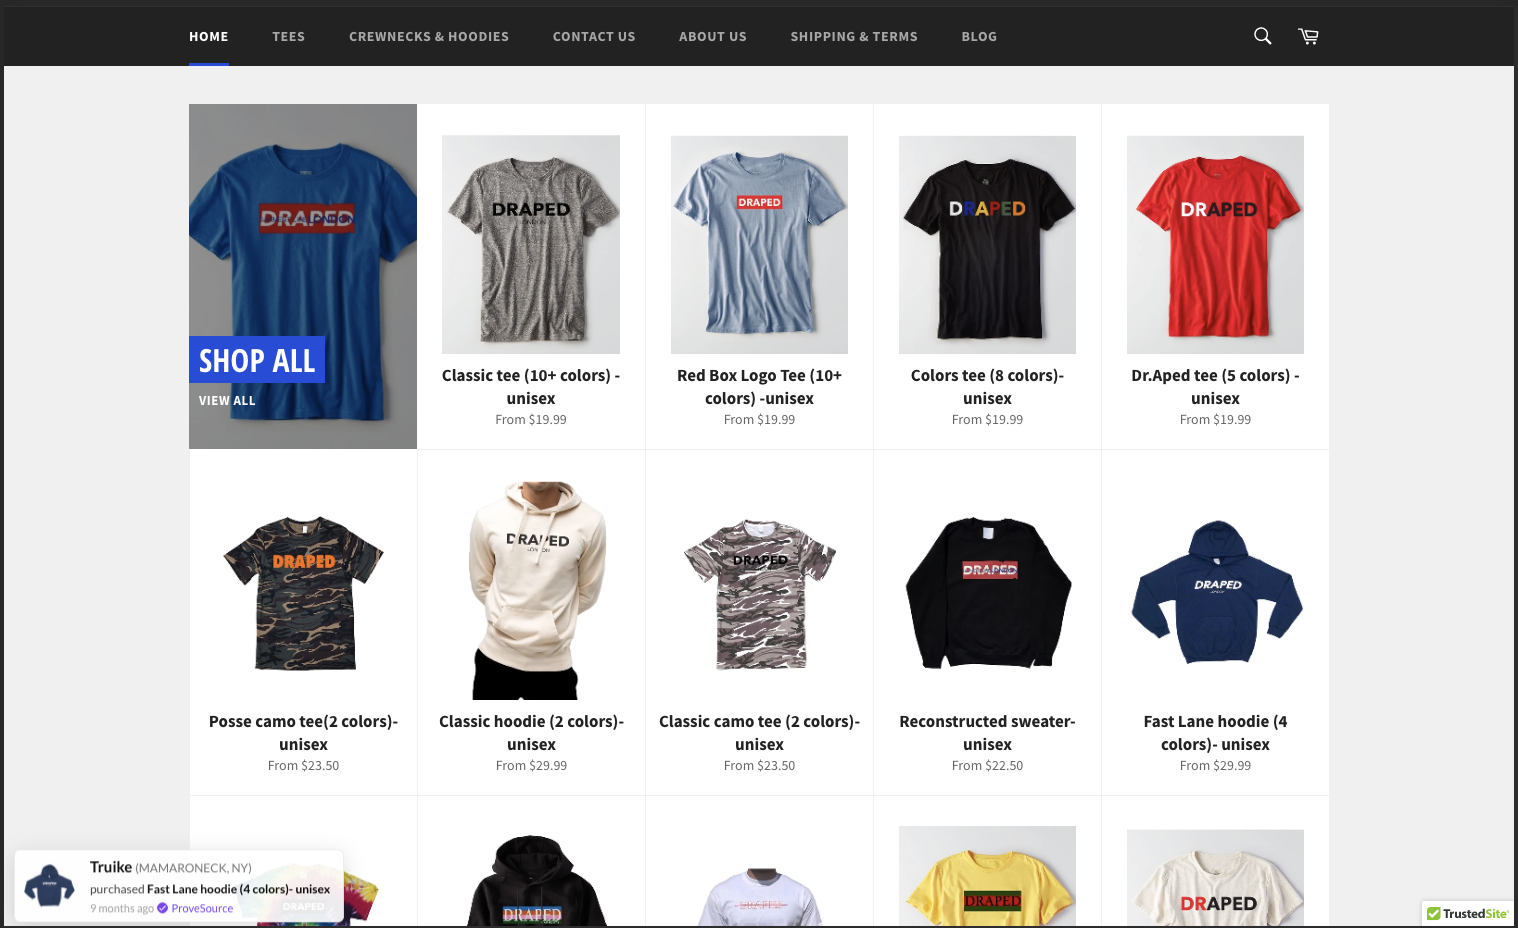 HOME TEES CREWNECKS & HOODIES CONTACT US ABOUT US SHIPPING & TERMS BLOG
DRAPED
LONDON
SHOP ALL
VIEW ALL
DRAPED
LONDON
Classic tee (10+ colors) -
unisex
From $19.99
DRAPED
Red Box Logo Tee (10+
colors) -unisex
From $19.99
DRAPED
Colors tee (8 colors)-
unisex
From $19.99
DRAPED
Dr.Aped tee (5 colors) -
unisex
From $19.99
DRAPED
Posse camo tee(2 colors)-
unisex
From $23.50
DRAPED
LONDON
Classic hoodie (2 colors)-
unisex
From $29.99
DRAPED
Classic camo tee (2 colors)-
unisex
From $23.50
DRAPED
Reconstructed sweater-
unisex
From $22.50
DRAPED
LONDON
Fast Lane hoodie (4
colors)- unisex
From $29.99
Truike (MAMARONECK, NY)
purchased Fast Lane hoodie (4 colors)- unisex
9 months ago ProveSource
DRAPED
DRAPED
DRAPED
DRAPED
TrustedSite